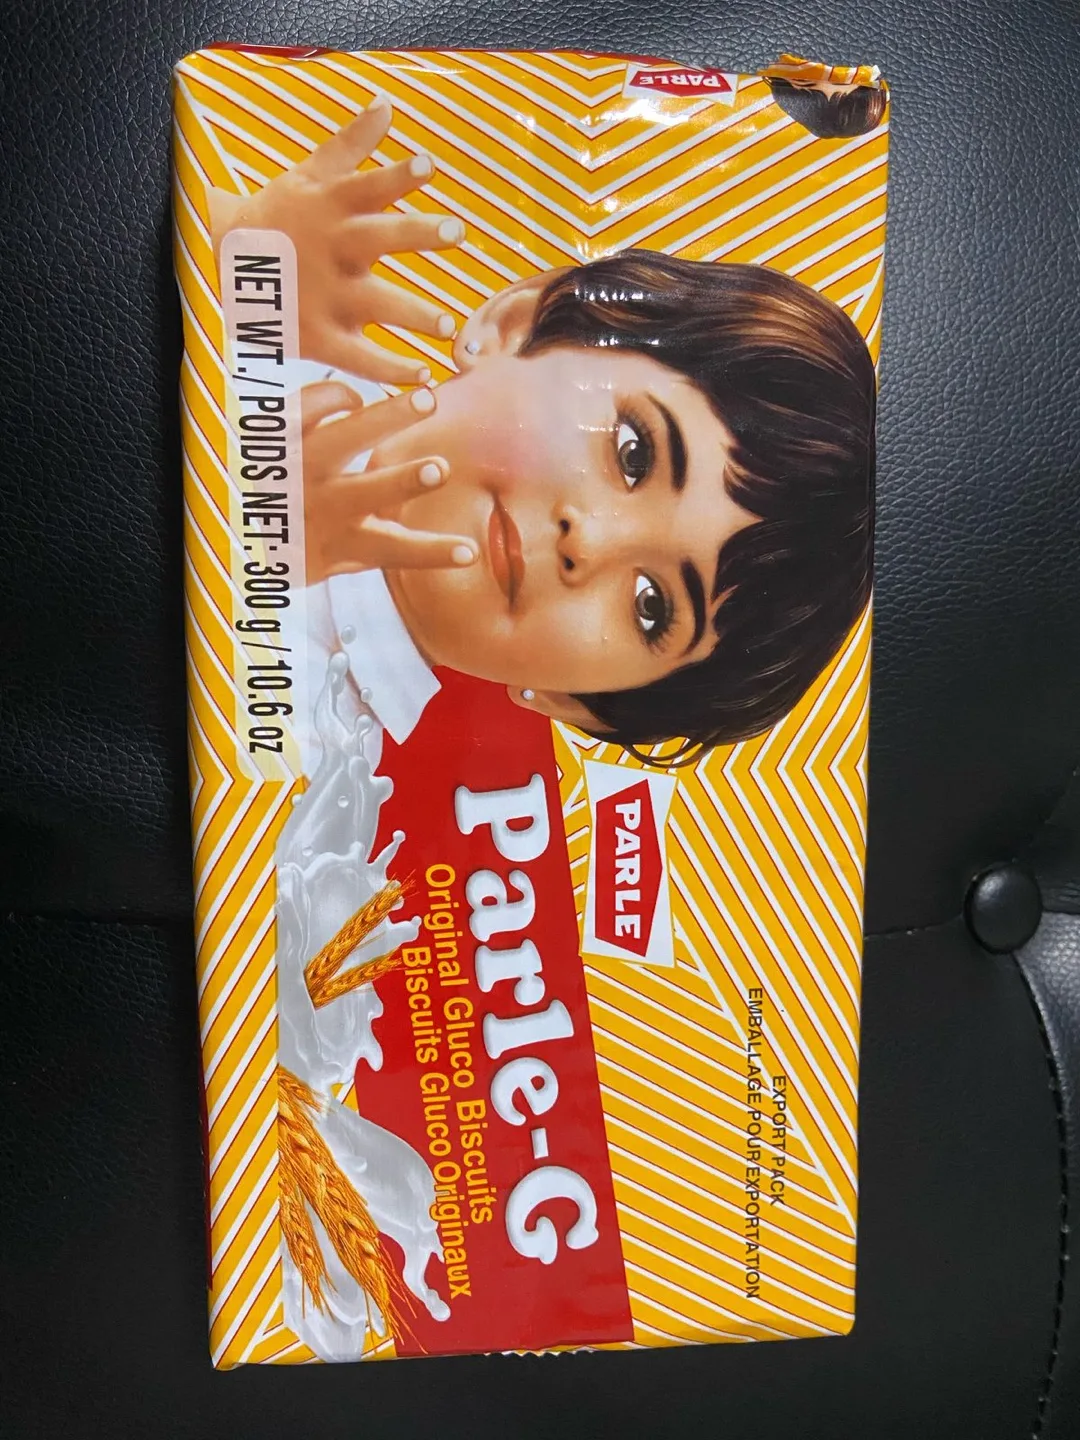 PARLE
EXPORT PACK
EMBALLAGE POUR EXPORTATION
PARLE
Parle-G
Original Gluco Biscuits
Biscuits Gluco Originaux
NET WT./ POIDS NET: 300 g / 10.6 oz